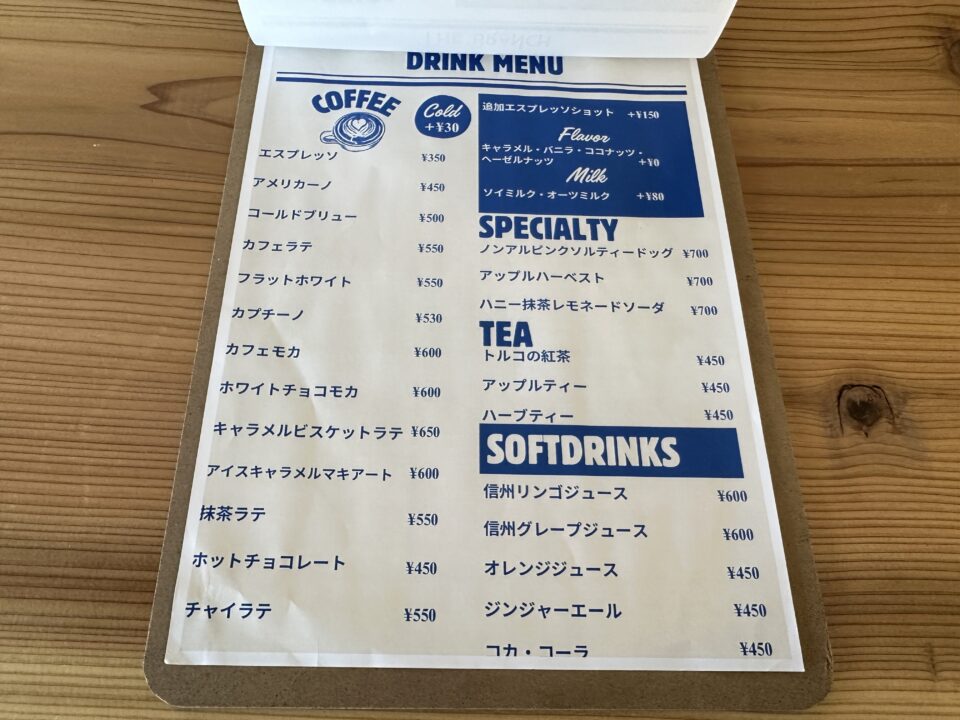 DRINK MENU
COFFEE
Cold
+¥30
エスプレッソ ¥350
アメリカーノ ¥450
コールドブリュー ¥500
カフェラテ ¥550
フラットホワイト ¥550
カプチーノ ¥530
カフェモカ ¥600
ホワイトチョコモカ ¥600
キャラメルビスケットラテ ¥650
アイスキャラメルマキアート ¥600
抹茶ラテ ¥550
ホットチョコレート ¥450
チャイラテ ¥550
追加エスプレッソショット +¥150
Flavor
キャラメル・バニラ・ココナッツ・
ヘーゼルナッツ +¥0
Milk
ソイミルク・オーツミルク +¥80
SPECIALTY
ノンアルピンクソルティードッグ ¥700
アップルハーベスト ¥700
ハニー抹茶レモネードソーダ ¥700
TEA
トルコの紅茶 ¥450
アップルティー ¥450
ハーブティー ¥450
SOFTDRINKS
信州リンゴジュース ¥600
信州グレープジュース ¥600
オレンジジュース ¥450
ジンジャーエール ¥450
コカ・コーラ ¥450